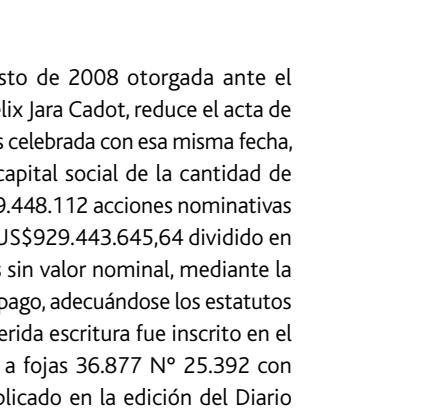 sto de 2008 otorgada ante el
lix Jara Cadot, reduce el acta de
s celebrada con esa misma fecha,
capital social de la cantidad de
9.448.112 acciones nominativas
US$929.443.645,64 dividido en
s sin valor nominal, mediante la
pago, adecuándose los estatutos
erida escritura fue inscrito en el
a fojas 36.877 Nº 25.392 con
blicado en la edición del Diario